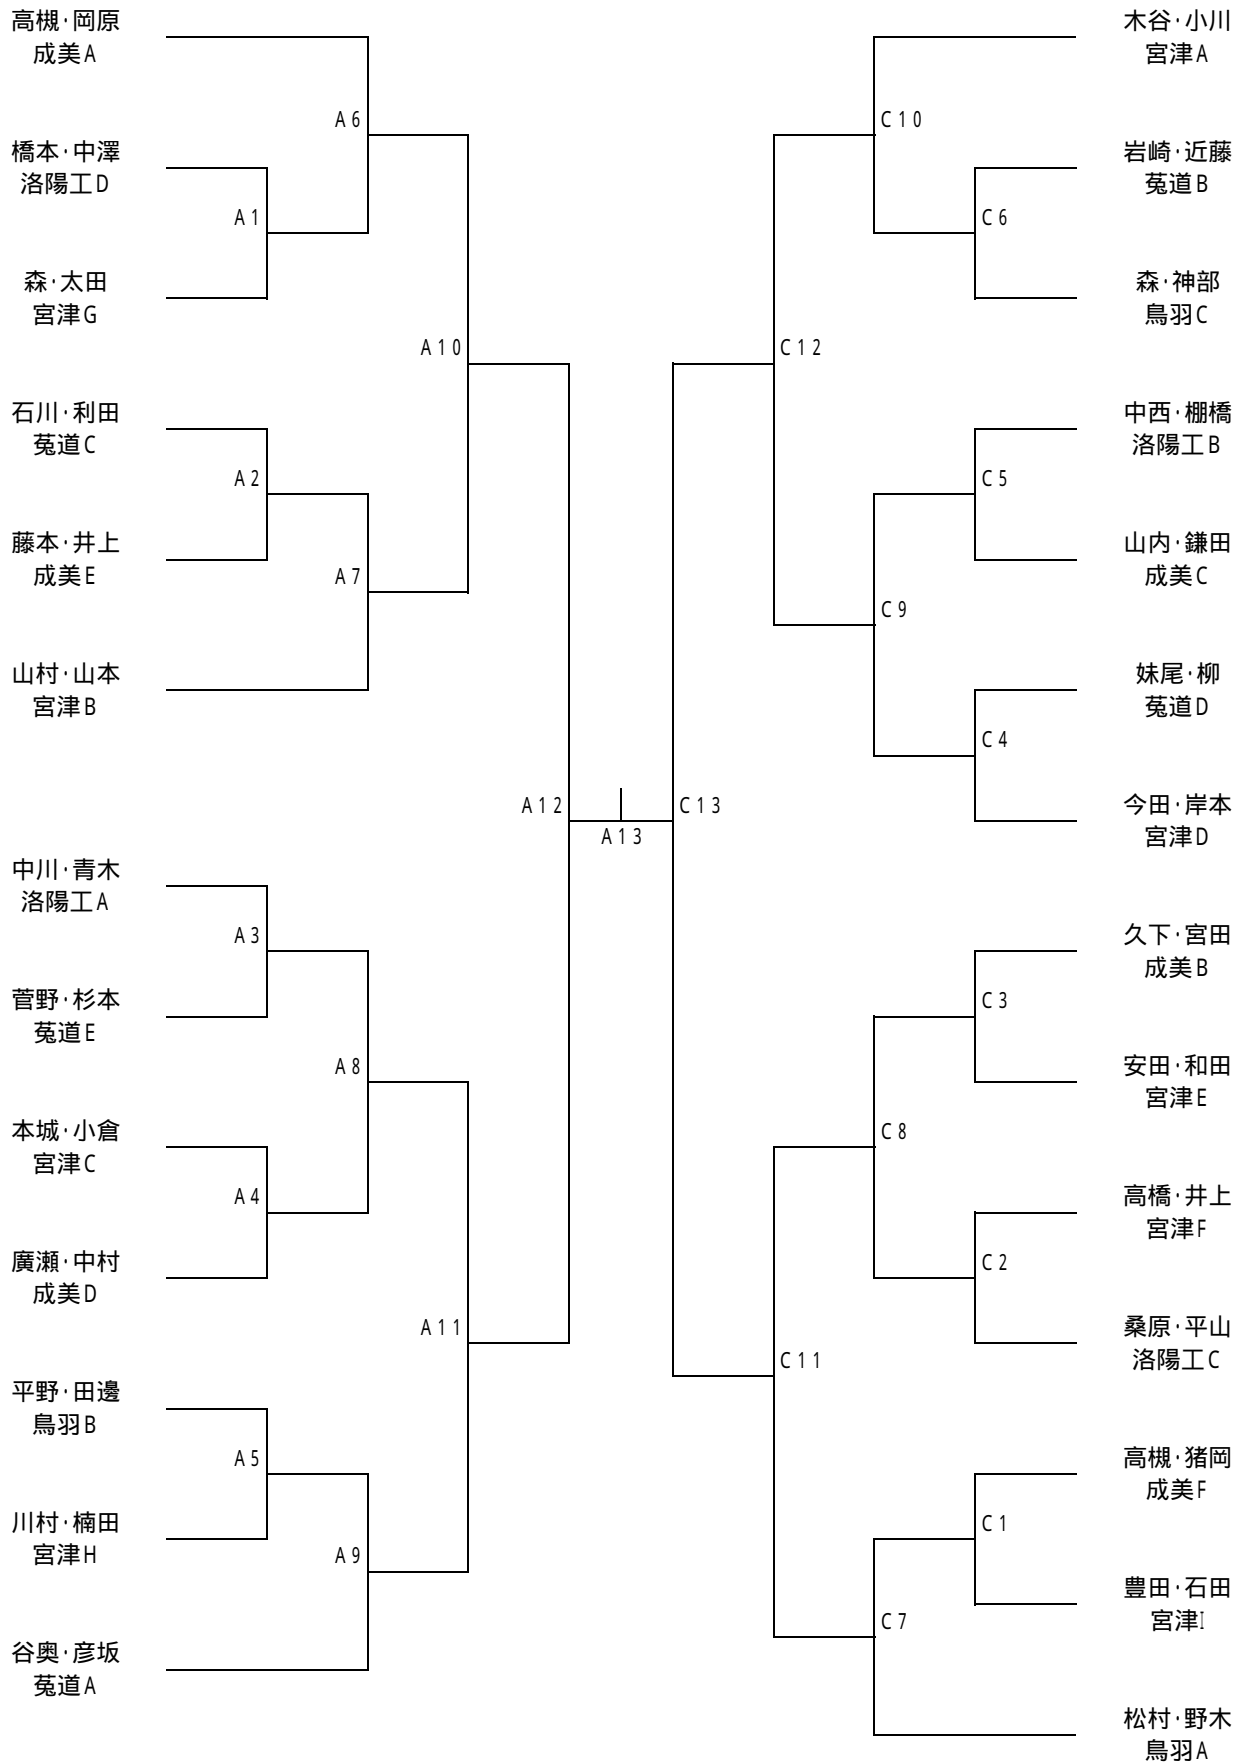 高槻・岡原
成美A
橋本・中澤
洛陽工D
森・太田
宮津G
石川・利田
菟道C
藤本・井上
成美E
山村・山本
宮津B
中川・青木
洛陽工A
菅野・杉本
菟道E
本城・小倉
宮津C
廣瀬・中村
成美D
平野・田邊
鳥羽B
川村・楠田
宮津H
谷奥・彦坂
菟道A
A6
A1
A10
A2
A7
A12
A13
A3
A8
A4
A11
A5
A9
C10
C6
C12
C5
C9
C4
C13
C3
C8
C2
C11
C1
C7
木谷・小川
宮津A
岩崎・近藤
菟道B
森・神部
鳥羽C
中西・棚橋
洛陽工B
山内・鎌田
成美C
妹尾・柳
菟道D
今田・岸本
宮津D
久下・宮田
成美B
安田・和田
宮津E
高橋・井上
宮津F
桑原・平山
洛陽工C
高槻・猪岡
成美F
豊田・石田
宮津I
松村・野木
鳥羽A